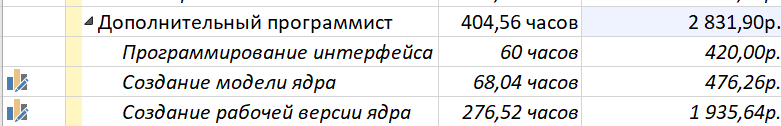 Дополнительный программист 404,56 часов 2 831,90р.
Программирование интерфейса 60 часов 420,00р.
Создание модели ядра 68,04 часов 476,26р.
Создание рабочей версии ядра 276,52 часов 1 935,64р.